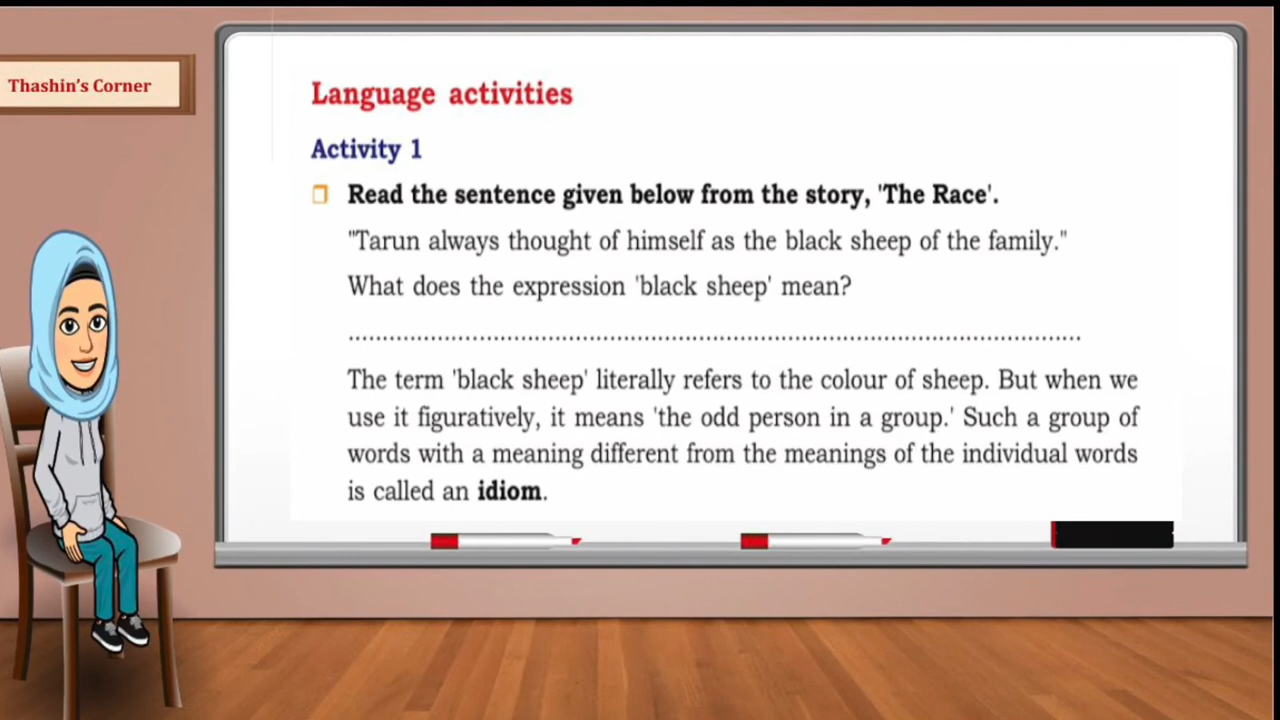 Thashin's Corner
Language activities
Activity 1
Read the sentence given below from the story, 'The Race'.
"Tarun always thought of himself as the black sheep of the family."
What does the expression 'black sheep' mean?
..............................................................................................................
The term 'black sheep' literally refers to the colour of sheep. But when we
use it figuratively, it means 'the odd person in a group.' Such a group of
words with a meaning different from the meanings of the individual words
is called an idiom.